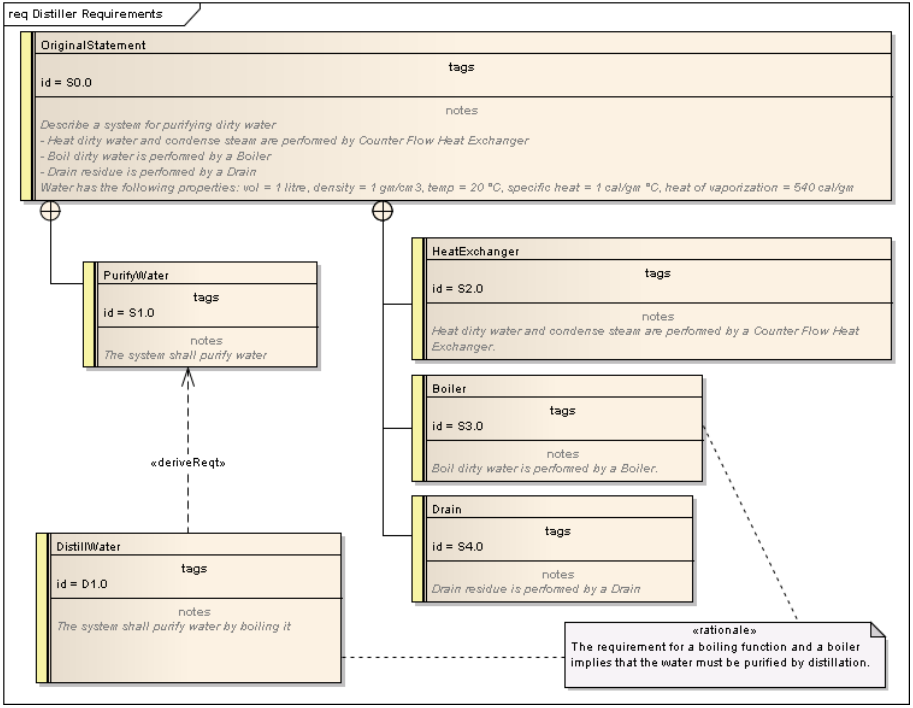 req Distiller Requirements
OriginalStatement
tags
id = S0.0
notes
Describe a system for purifying dirty water
- Heat dirty water and condense steam are performed by Counter Flow Heat Exchanger
- Boil dirty water is performed by a Boiler
- Drain residue is performed by a Drain
Water has the following properties: vol = 1 litre, density = 1 gm/cm3, temp = 20 °C, specific heat = 1 cal/gm °C, heat of vaporization = 540 cal/gm
PurifyWater
tags
id = S1.0
notes
The system shall purify water
HeatExchanger
tags
id = S2.0
notes
Heat dirty water and condense steam are performed by a Counter Flow Heat
Exchanger.
Boiler
tags
id = S3.0
notes
Boil dirty water is performed by a Boiler.
«deriveReqt»
Drain
tags
id = S4.0
notes
Drain residue is performed by a Drain
DistillWater
tags
id = D1.0
notes
The system shall purify water by boiling it
«rationale»
The requirement for a boiling function and a boiler
implies that the water must be purified by distillation.